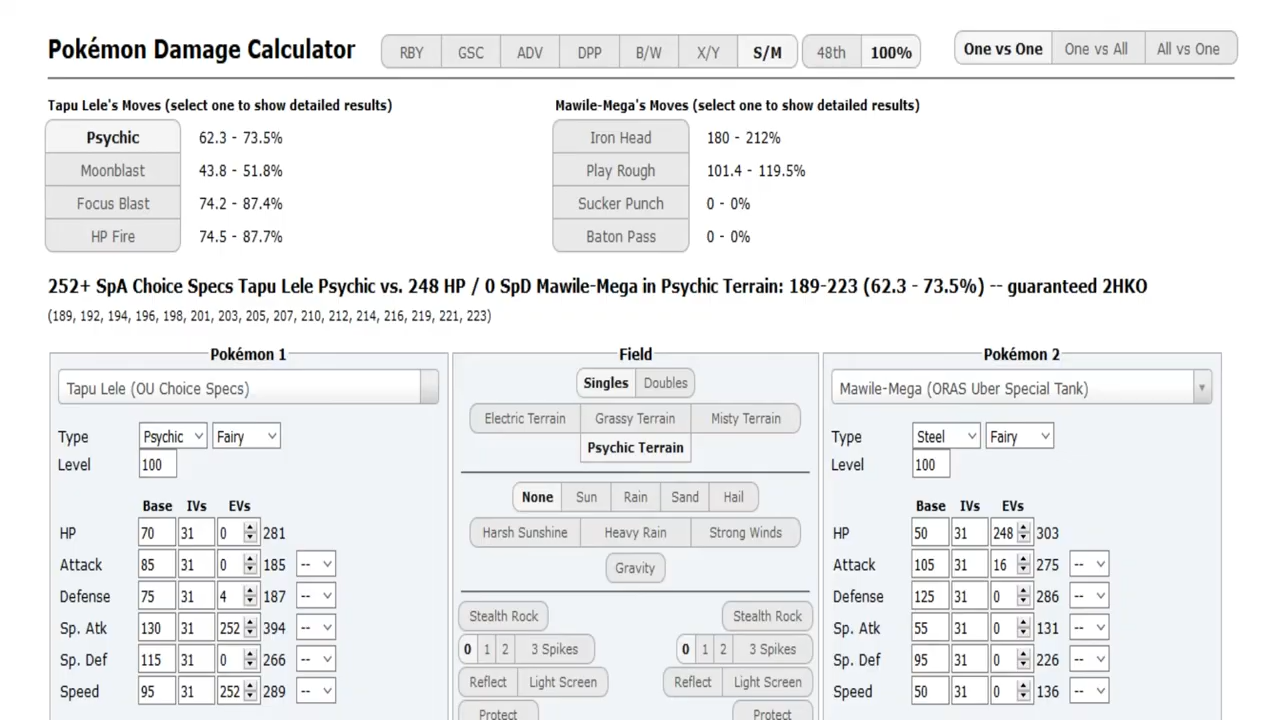 Pokémon Damage Calculator RBY GSC ADV DPP B/W X/Y S/M 48th 100% One vs One One vs All All vs One
Tapu Lele's Moves (select one to show detailed results) Mawile-Mega's Moves (select one to show detailed results)
Psychic 62.3 - 73.5% Iron Head 180 - 212%
Moonblast 43.8 - 51.8% Play Rough 101.4 - 119.5%
Focus Blast 74.2 - 87.4% Sucker Punch 0 - 0%
HP Fire 74.5 - 87.7% Baton Pass 0 - 0%
252+ SpA Choice Specs Tapu Lele Psychic vs. 248 HP / 0 SpD Mawile-Mega in Psychic Terrain: 189-223 (62.3 - 73.5%) -- guaranteed 2HKO
(189, 192, 194, 196, 198, 201, 203, 205, 207, 210, 212, 214, 216, 219, 221, 223)
Pokémon 1
Tapu Lele (OU Choice Specs)
Type Psychic Fairy
Level 100
Base IVs EVs
HP 70 31 0 281
Attack 85 31 0 185 --
Defense 75 31 4 187 --
Sp. Atk 130 31 252 394 --
Sp. Def 115 31 0 266 --
Speed 95 31 252 289 --
Field
Singles Doubles
Electric Terrain Grassy Terrain Misty Terrain
Psychic Terrain
None Sun Rain Sand Hail
Harsh Sunshine Heavy Rain Strong Winds
Gravity
Stealth Rock Stealth Rock
0 1 2 3 Spikes 0 1 2 3 Spikes
Reflect Light Screen Reflect Light Screen
Protect Protect
Pokémon 2
Mawile-Mega (ORAS Uber Special Tank)
Type Steel Fairy
Level 100
Base IVs EVs
HP 50 31 248 303
Attack 105 31 16 275 --
Defense 125 31 0 286 --
Sp. Atk 55 31 0 131 --
Sp. Def 95 31 0 226 --
Speed 50 31 0 136 --